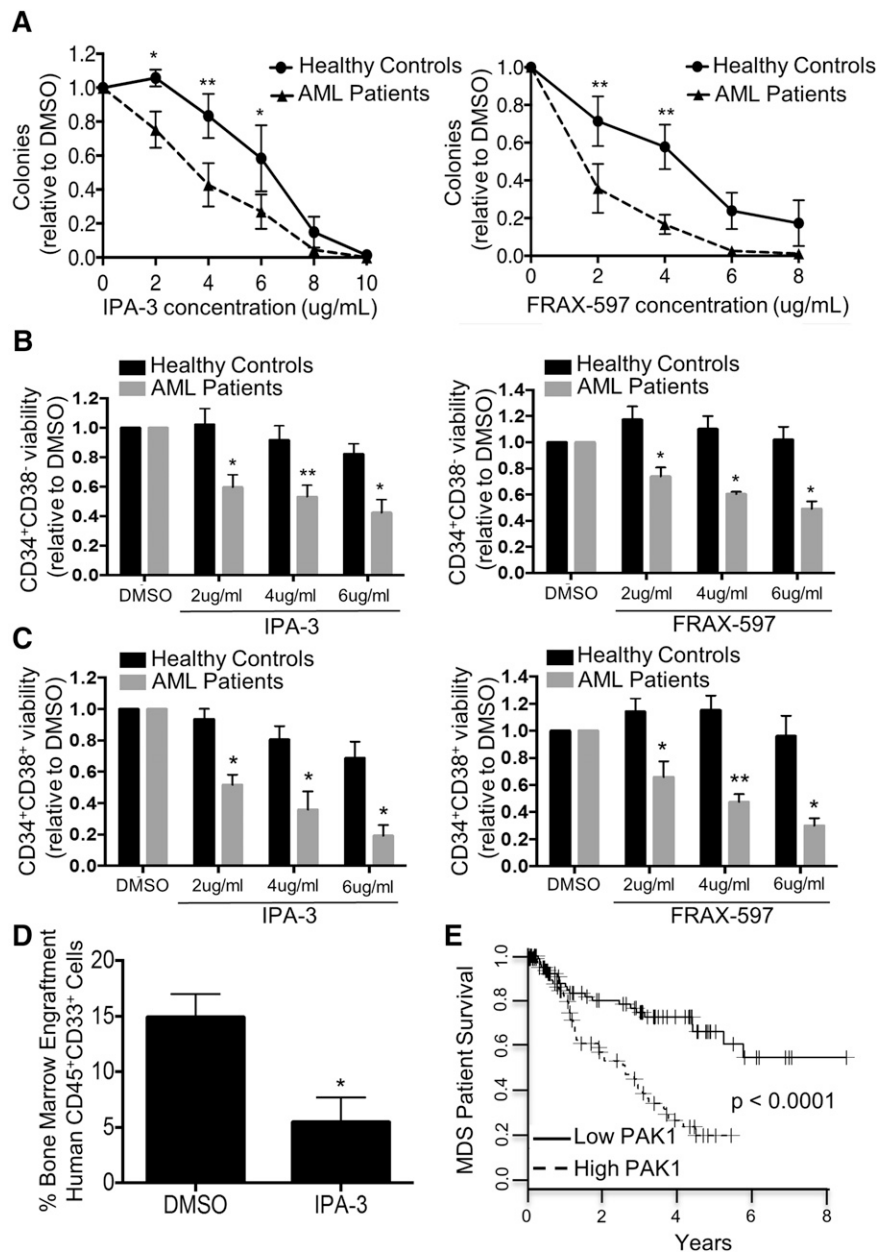 A
Colonies
(relative to DMSO)
1.2
1.0
0.8
0.6
0.4
0.2
0.0
* ** *
Healthy Controls
AML Patients
0 2 4 6 8 10
IPA-3 concentration (ug/mL)
Colonies
(relative to DMSO)
1.0
0.8
0.6
0.4
0.2
0.0
** **
Healthy Controls
AML Patients
0 2 4 6 8
FRAX-597 concentration (ug/mL)
B
CD34+CD38- viability
(relative to DMSO)
Healthy Controls
AML Patients
1.2
1.0
0.8
0.6
0.4
0.2
0.0
* ** *
DMSO 2ug/ml 4ug/ml 6ug/ml
IPA-3
CD34+CD38- viability
(relative to DMSO)
Healthy Controls
AML Patients
1.4
1.2
1.0
0.8
0.6
0.4
1.2
1.0
* * *
DMSO 2ug/ml 4ug/ml 6ug/ml
FRAX-597
C
CD34+CD38+ viability
(relative to DMSO)
Healthy Controls
AML Patients
1.2
1.0
0.8
0.6
0.4
0.2
0.0
* * *
DMSO 2ug/ml 4ug/ml 6ug/ml
IPA-3
CD34+CD38+ viability
(relative to DMSO)
Healthy Controls
AML Patients
1.4
1.2
1.0
0.8
0.6
0.4
1.2
1.0
* ** *
DMSO 2ug/ml 4ug/ml 6ug/ml
FRAX-597
D
% Bone Marrow Engraftment
Human CD45+CD33+ Cells
20
15
10
5
0
*
DMSO IPA-3
E
MDS Patient Survival
1.0
0.8
0.6
0.4
0.2
0.0
p < 0.0001
Low PAK1
High PAK1
0 2 4 6 8
Years